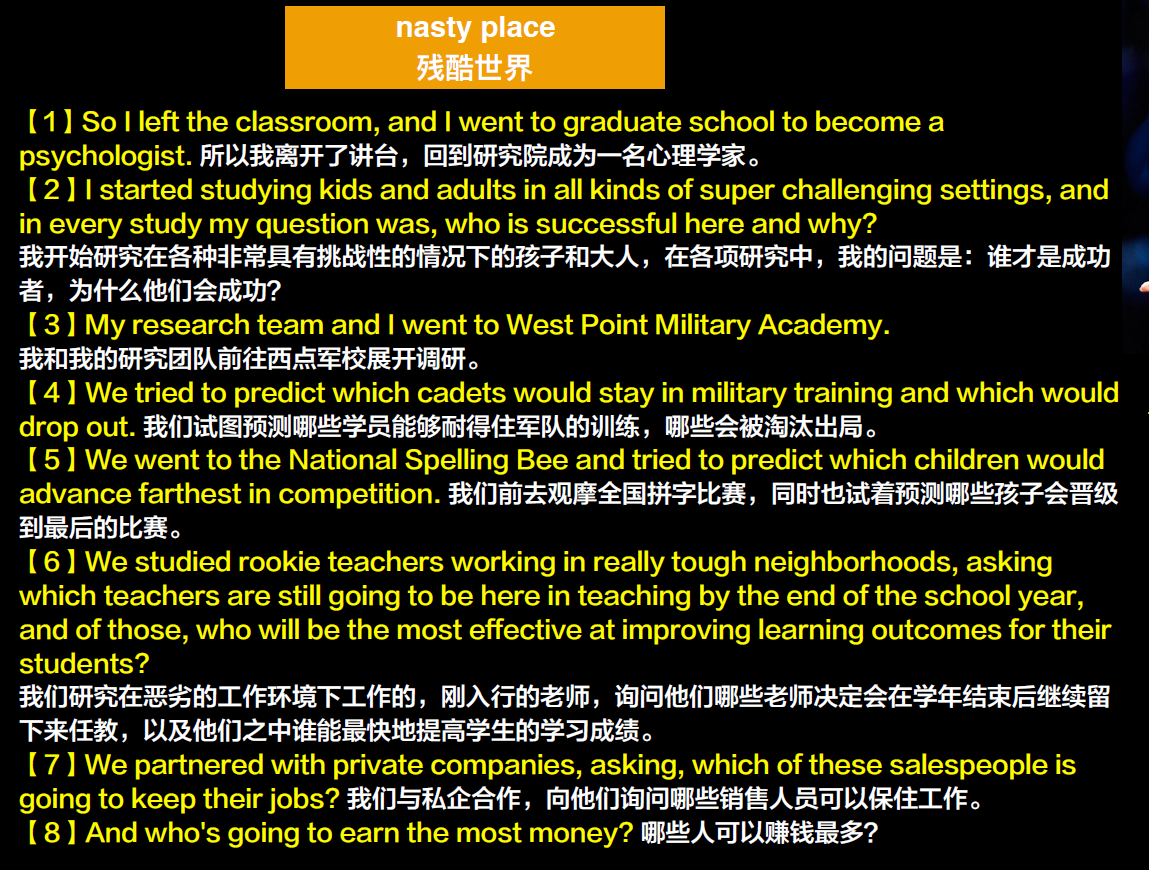 nasty place
残酷世界
【1】So I left the classroom, and I went to graduate school to become a
psychologist. 所以我离开了讲台，回到研究院成为一名心理学家。
【2】I started studying kids and adults in all kinds of super challenging settings, and
in every study my question was, who is successful here and why?
我开始研究在各种非常具有挑战性的情况下的孩子和大人，在各项研究中，我的问题是：谁才是成功
者，为什么他们会成功?
【3】My research team and I went to West Point Military Academy.
我和我的研究团队前往西点军校展开调研。
【4】We tried to predict which cadets would stay in military training and which would
drop out. 我们试图预测哪些学员能够耐得住军队的训练，哪些会被淘汰出局。
【5】We went to the National Spelling Bee and tried to predict which children would
advance farthest in competition. 我们前去观摩全国拼字比赛，同时也试着预测哪些孩子会晋级
到最后的比赛。
【6】We studied rookie teachers working in really tough neighborhoods, asking
which teachers are still going to be here in teaching by the end of the school year,
and of those, who will be the most effective at improving learning outcomes for their
students?
我们研究在恶劣的工作环境下工作的，刚入行的老师，询问他们哪些老师决定会在学年结束后继续留
下来任教，以及他们之中谁能最快地提高学生的学习成绩。
【7】We partnered with private companies, asking, which of these salespeople is
going to keep their jobs? 我们与私企合作，向他们询问哪些销售人员可以保住工作。
【8】And who's going to earn the most money? 哪些人可以赚钱最多?